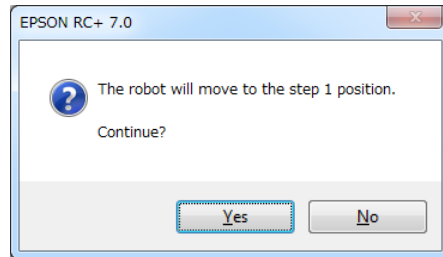 EPSON RC+ 7.0
The robot will move to the step 1 position.
Continue?
Yes
No